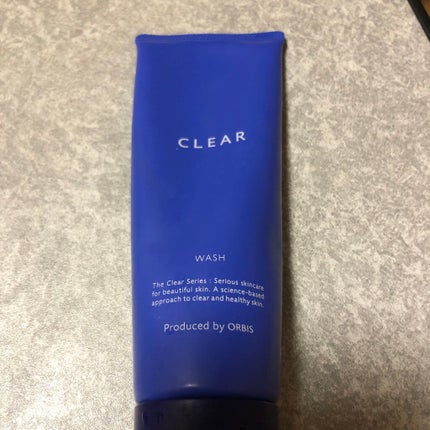 CLEAR
WASH
The Clear Series : Serious skincare
for beautiful skin. A science-based
approach to clear and healthy skin.
Produced by ORBIS